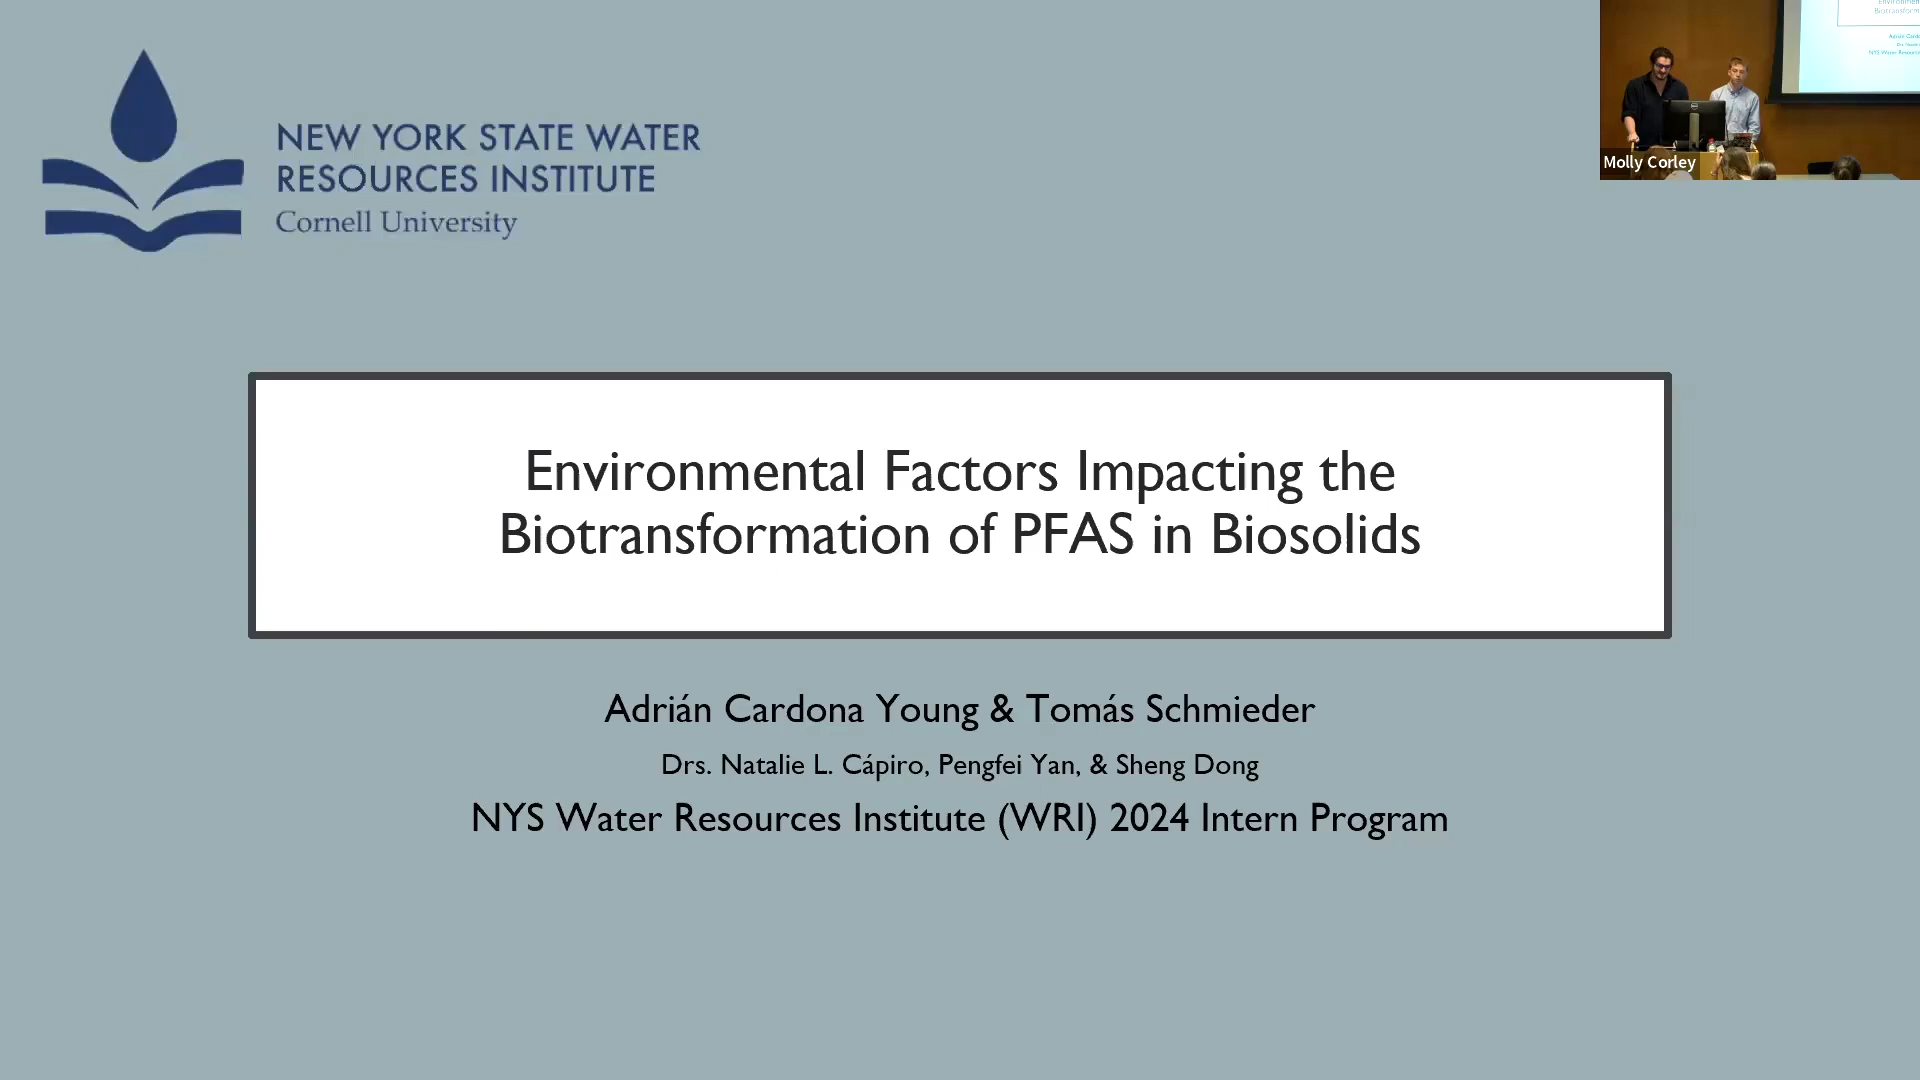 NEW YORK STATE WATER
RESOURCES INSTITUTE
Cornell University
Molly Corley
Environmental Factors Impacting the
Biotransformation of PFAS in Biosolids
Adrián Cardona Young & Tomás Schmieder
Drs. Natalie L. Cápiro, Pengfei Yan, & Sheng Dong
NYS Water Resources Institute (WRI) 2024 Intern Program